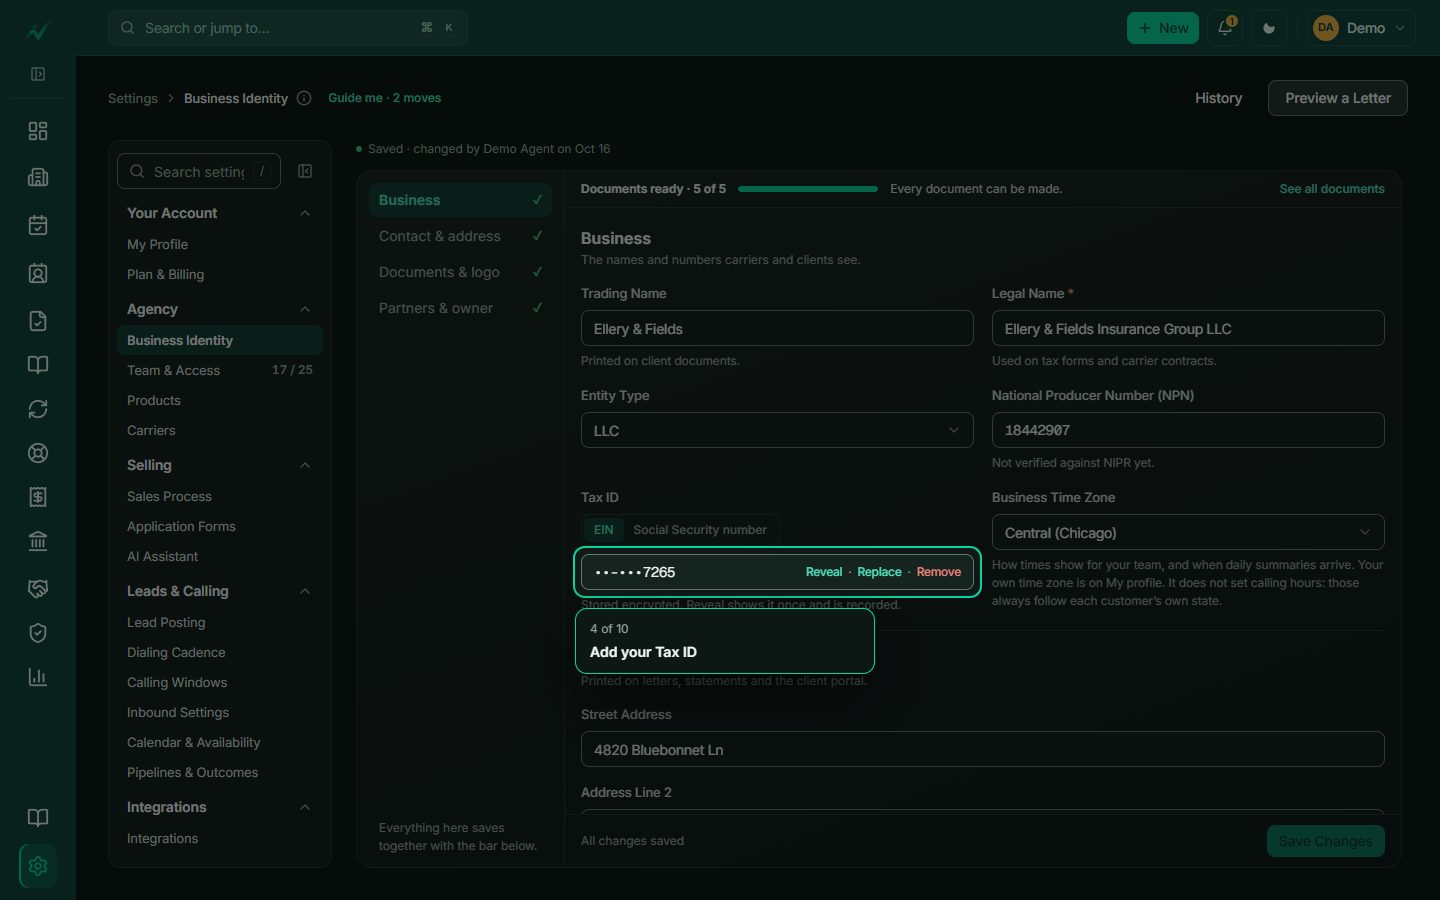 Search or jump to...
⌘ K
+ New
1
DA
Demo
Settings > Business Identity
Guide me · 2 moves
History
Preview a Letter
Search setting
/
Your Account
My Profile
Plan & Billing
Agency
Business Identity
Team & Access 17 / 25
Products
Carriers
Selling
Sales Process
Application Forms
AI Assistant
Leads & Calling
Lead Posting
Dialing Cadence
Calling Windows
Inbound Settings
Calendar & Availability
Pipelines & Outcomes
Integrations
Integrations
Saved · changed by Demo Agent on Oct 16
Business ✓
Contact & address ✓
Documents & logo ✓
Partners & owner ✓
Everything here saves
together with the bar below.
Documents ready · 5 of 5
Every document can be made.
See all documents
Business
The names and numbers carriers and clients see.
Trading Name
Ellery & Fields
Printed on client documents.
Legal Name *
Ellery & Fields Insurance Group LLC
Used on tax forms and carrier contracts.
Entity Type
LLC
National Producer Number (NPN)
18442907
Not verified against NIPR yet.
Tax ID
EIN
Social Security number
••-•••7265
Reveal · Replace · Remove
Stored encrypted. Reveal shows it once and is recorded.
Business Time Zone
Central (Chicago)
How times show for your team, and when daily summaries arrive. Your
own time zone is on My profile. It does not set calling hours: those
always follow each customer's own state.
4 of 10
Add your Tax ID
Printed on letters, statements and the client portal.
Street Address
4820 Bluebonnet Ln
Address Line 2
All changes saved
Save Changes